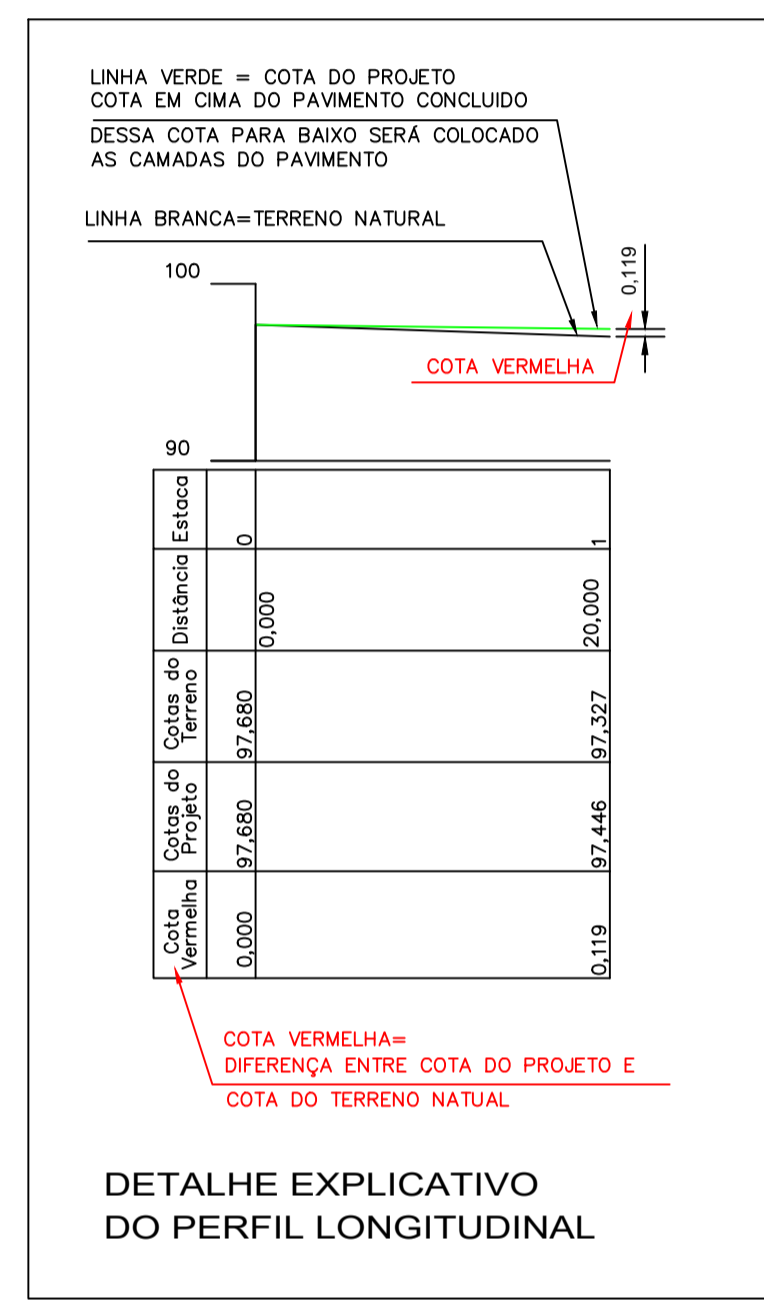 LINHA VERDE = COTA DO PROJETO
COTA EM CIMA DO PAVIMENTO CONCLUIDO
DESSA COTA PARA BAIXO SERÁ COLOCADO
AS CAMADAS DO PAVIMENTO
LINHA BRANCA=TERRENO NATURAL
100
0,119
COTA VERMELHA
90
Estaca
0
1
Distância
0,000
20,000
Cotas do
Terreno
97,680
97,327
Cotas do
Projeto
97,680
97,446
Cota
Vermelha
0,000
0,119
COTA VERMELHA=
DIFERENÇA ENTRE COTA DO PROJETO E
COTA DO TERRENO NATUAL
DETALHE EXPLICATIVO
DO PERFIL LONGITUDINAL